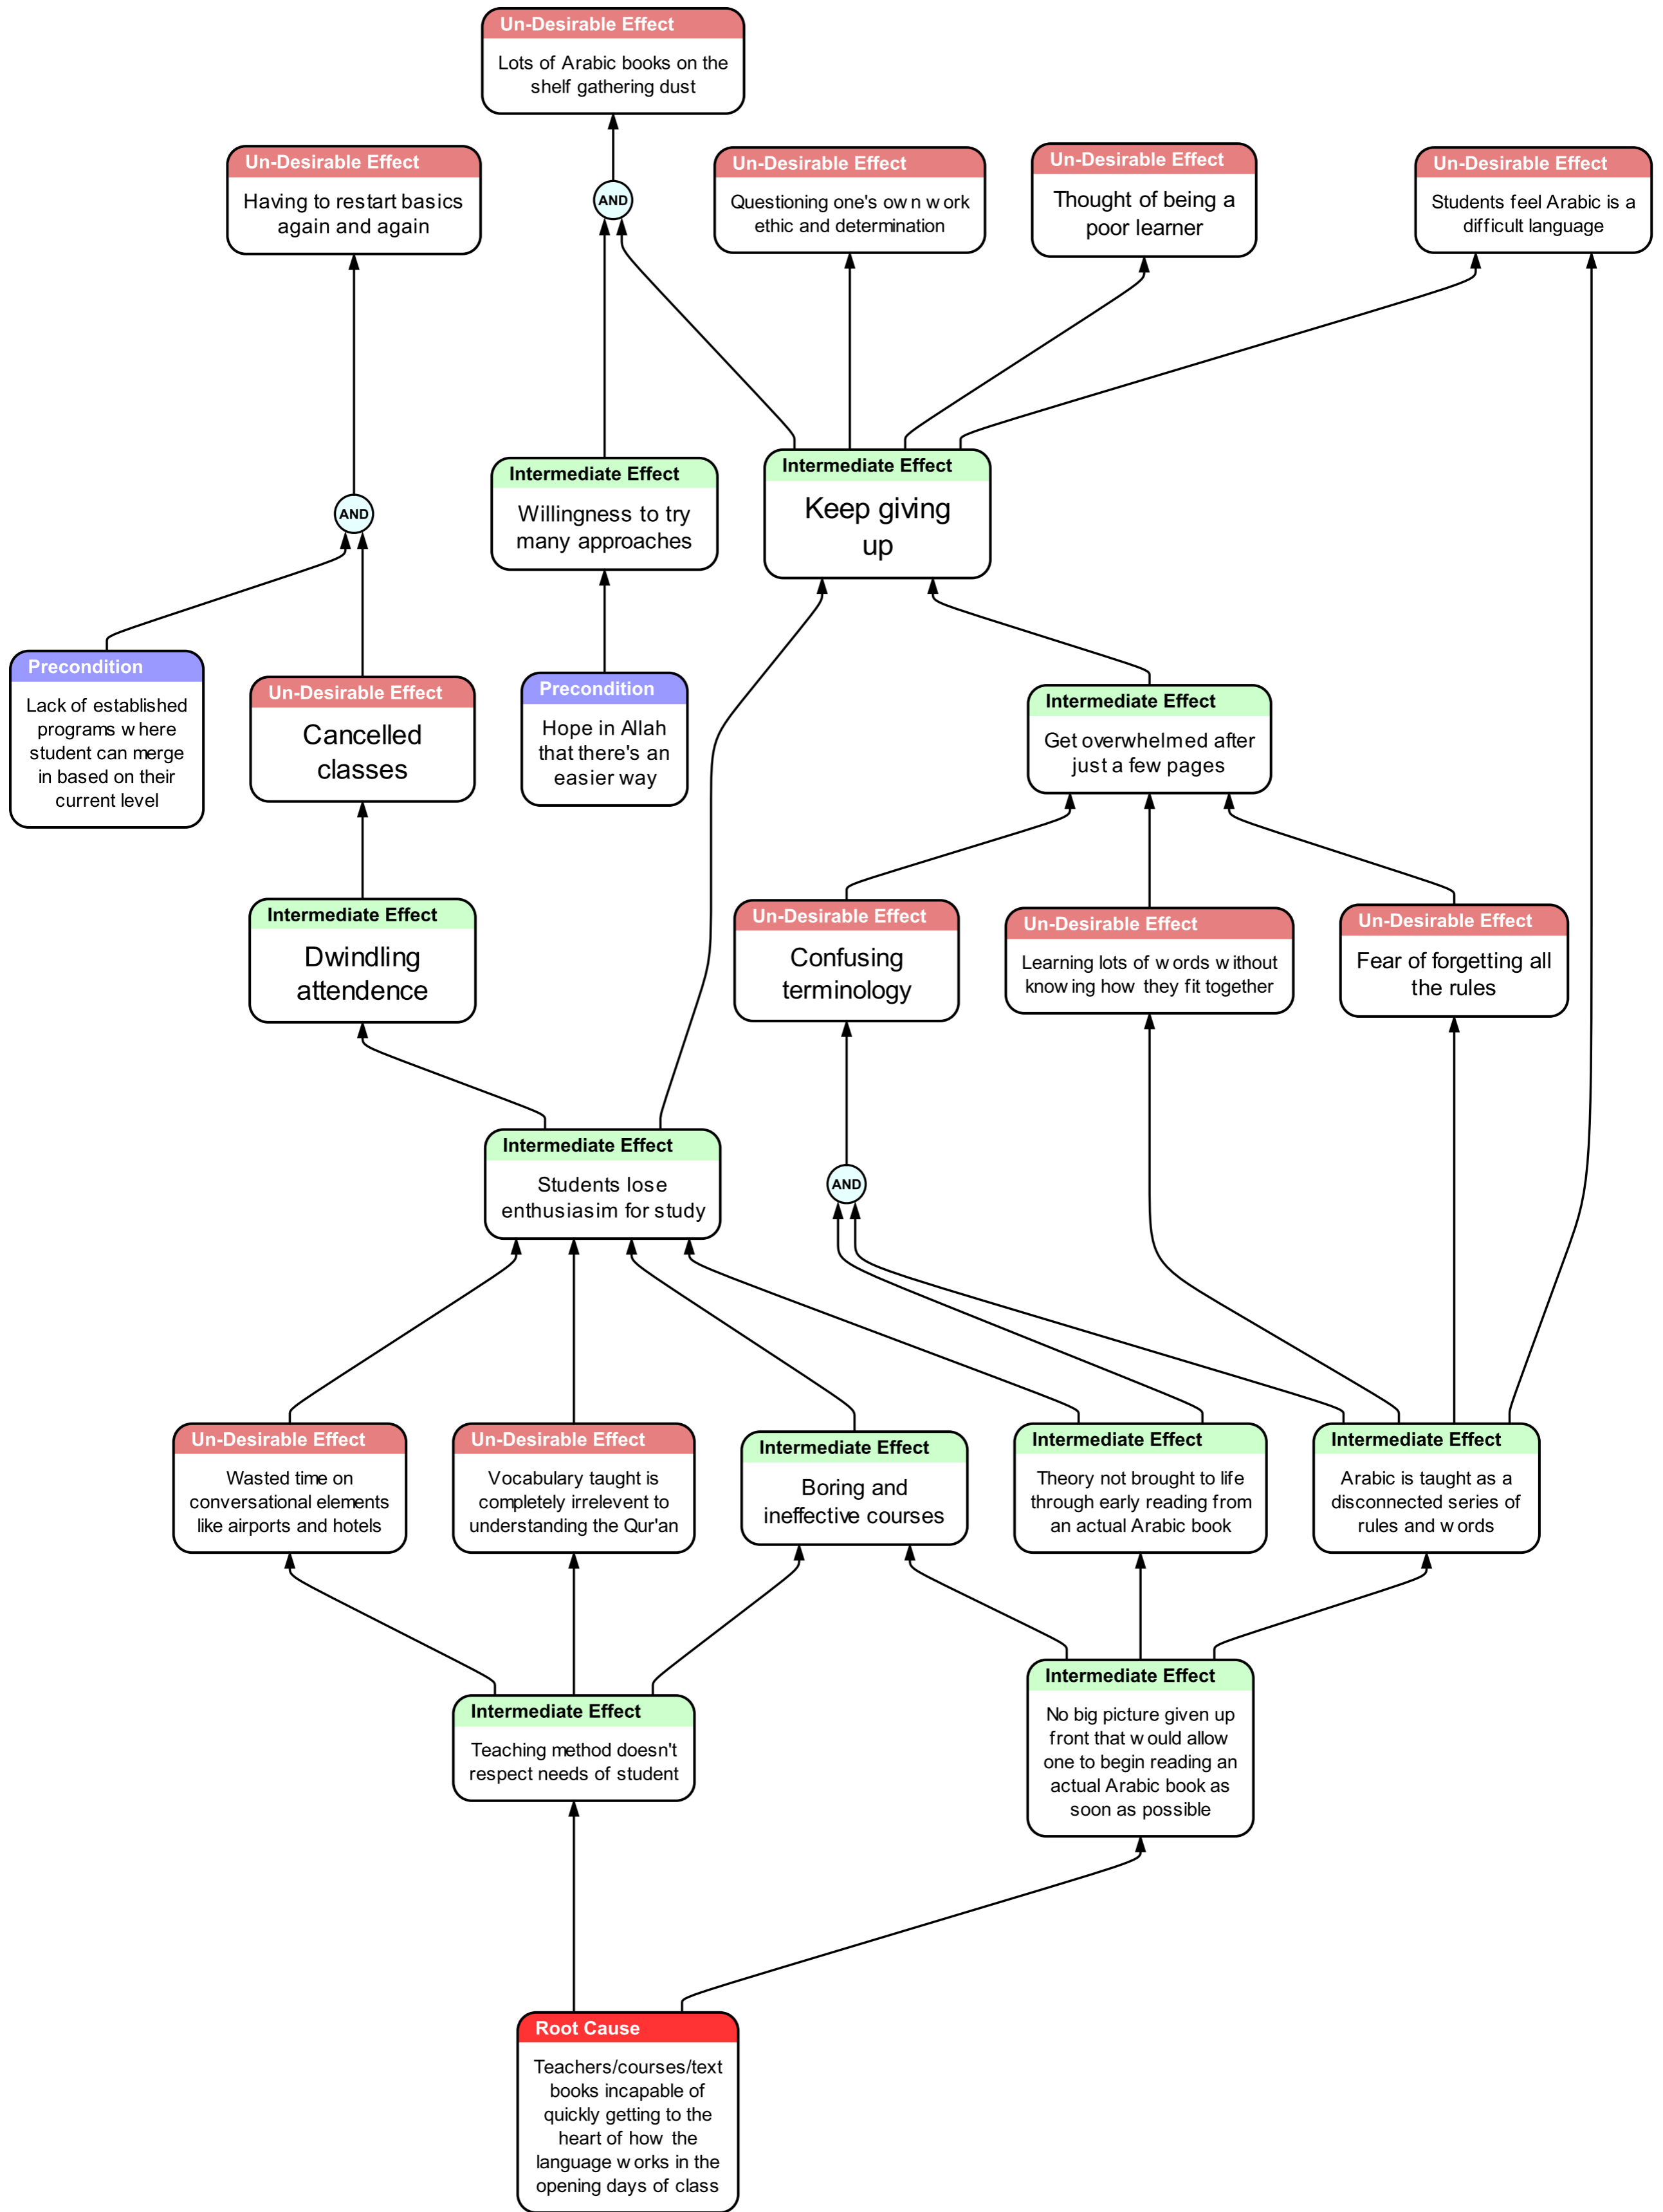 Un-Desirable Effect
Lots of Arabic books on the
shelf gathering dust
Un-Desirable Effect
Having to restart basics
again and again
AND
Un-Desirable Effect
Questioning one's own work
ethic and determination
Un-Desirable Effect
Thought of being a
poor learner
Un-Desirable Effect
Students feel Arabic is a
difficult language
AND
Intermediate Effect
Willingness to try
many approaches
Intermediate Effect
Keep giving
up
Precondition
Lack of established
programs where
student can merge
in based on their
current level
Un-Desirable Effect
Cancelled
classes
Precondition
Hope in Allah
that there's an
easier way
Intermediate Effect
Get overwhelmed after
just a few pages
Intermediate Effect
Dwindling
attendence
Un-Desirable Effect
Confusing
terminology
Un-Desirable Effect
Learning lots of words without
knowing how they fit together
Un-Desirable Effect
Fear of forgetting all
the rules
Intermediate Effect
Students lose
enthusiasim for study
AND
Un-Desirable Effect
Wasted time on
conversational elements
like airports and hotels
Un-Desirable Effect
Vocabulary taught is
completely irrelevent to
understanding the Qur'an
Intermediate Effect
Boring and
ineffective courses
Intermediate Effect
Theory not brought to life
through early reading from
an actual Arabic book
Intermediate Effect
Arabic is taught as a
disconnected series of
rules and words
Intermediate Effect
Teaching method doesn't
respect needs of student
Intermediate Effect
No big picture given up
front that would allow
one to begin reading an
actual Arabic book as
soon as possible
Root Cause
Teachers/courses/text
books incapable of
quickly getting to the
heart of how the
language works in the
opening days of class